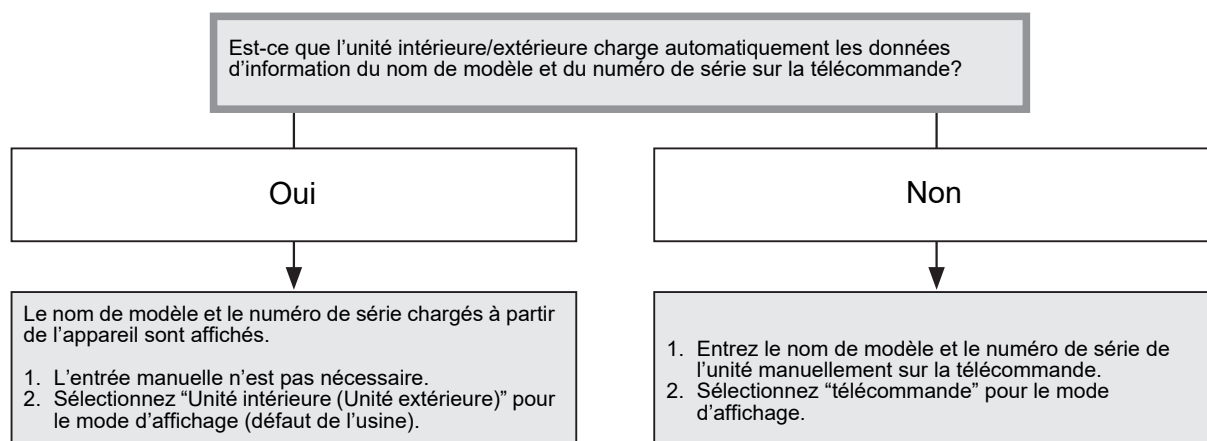 Est-ce que l’unité intérieure/extérieure charge automatiquement les données
d’information du nom de modèle et du numéro de série sur la télécommande?
Oui
Non
Le nom de modèle et le numéro de série chargés à partir
de l’appareil sont affichés.
1. L’entrée manuelle n’est pas nécessaire.
2. Sélectionnez “Unité intérieure (Unité extérieure)” pour
le mode d’affichage (défaut de l’usine).
1. Entrez le nom de modèle et le numéro de série de
l’unité manuellement sur la télécommande.
2. Sélectionnez “télécommande” pour le mode
d’affichage.